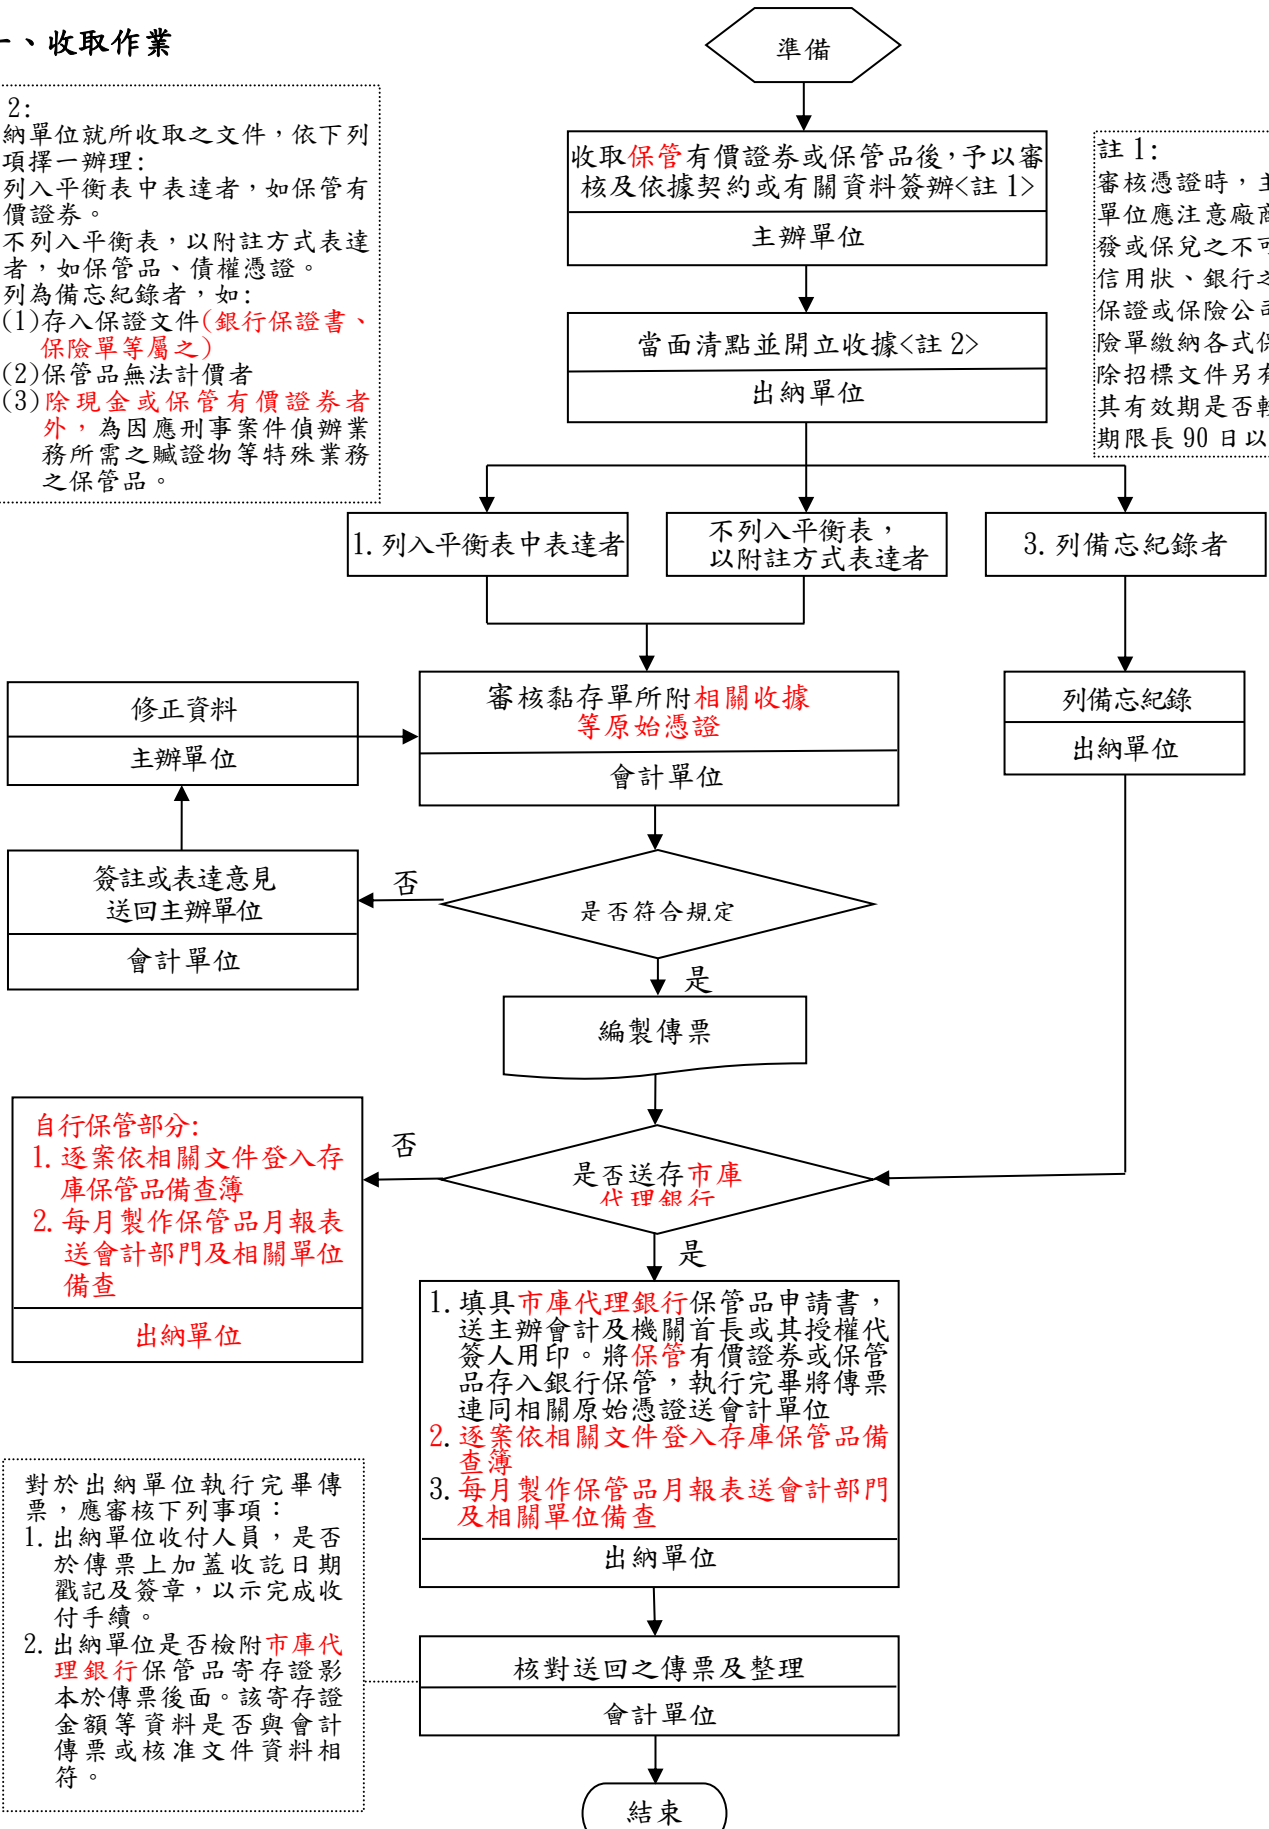 一、收取作業
準備
2:
納單位就所收取之文件，依下列
項擇一辦理：
列入平衡表中表達者，如保管有
價證券。
不列入平衡表，以附註方式表達
者，如保管品、債權憑證。
列為備忘紀錄者，如：
(1)存入保證文件(銀行保證書、
保險單等屬之)
(2)保管品無法計價者
(3)除現金或保管有價證券者
外，為因應刑事案件偵辦業
務所需之贓證物等特殊業務
之保管品。
收取保管有價證券或保管品後，予以審
核及依據契約或有關資料簽辦<註 1>
主辦單位
註 1:
審核憑證時，主
單位應注意廠商
發或保兌之不可
信用狀、銀行之
保證或保險公司
險單繳納各式保
除招標文件另有
其有效期是否較
期限長 90 日以
當面清點並開立收據<註 2>
出納單位
1. 列入平衡表中表達者
不列入平衡表，
以附註方式表達者
3. 列備忘紀錄者
修正資料
主辦單位
審核黏存單所附相關收據
等原始憑證
會計單位
列備忘紀錄
出納單位
簽註或表達意見
送回主辦單位
會計單位
否
是否符合規定
是
編製傳票
自行保管部分:
1. 逐案依相關文件登入存
庫保管品備查簿
2. 每月製作保管品月報表
送會計部門及相關單位
備查
出納單位
否
是否送存市庫
代理銀行
是
1. 填具市庫代理銀行保管品申請書，
送主辦會計及機關首長或其授權代
簽人用印。將保管有價證券或保管
品存入銀行保管，執行完畢將傳票
連同相關原始憑證送會計單位
2. 逐案依相關文件登入存庫保管品備
查簿
3. 每月製作保管品月報表送會計部門
及相關單位備查
出納單位
對於出納單位執行完畢傳
票，應審核下列事項：
1. 出納單位收付人員，是否
於傳票上加蓋收訖日期
戳記及簽章，以示完成收
付手續。
2. 出納單位是否檢附市庫代
理銀行保管品寄存證影
本於傳票後面。該寄存證
金額等資料是否與會計
傳票或核准文件資料相
符。
核對送回之傳票及整理
會計單位
結束